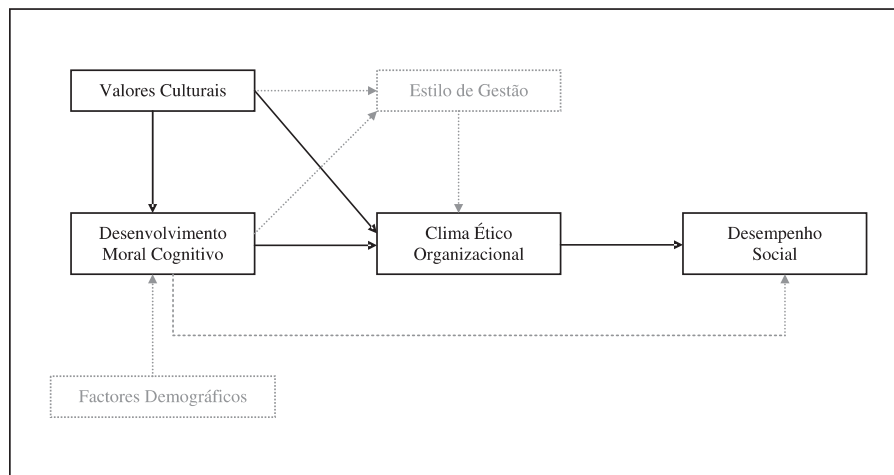 Valores Culturais
Estilo de Gestão
Desenvolvimento
Moral Cognitivo
Clima Ético
Organizacional
Desempenho
Social
Factores Demográficos